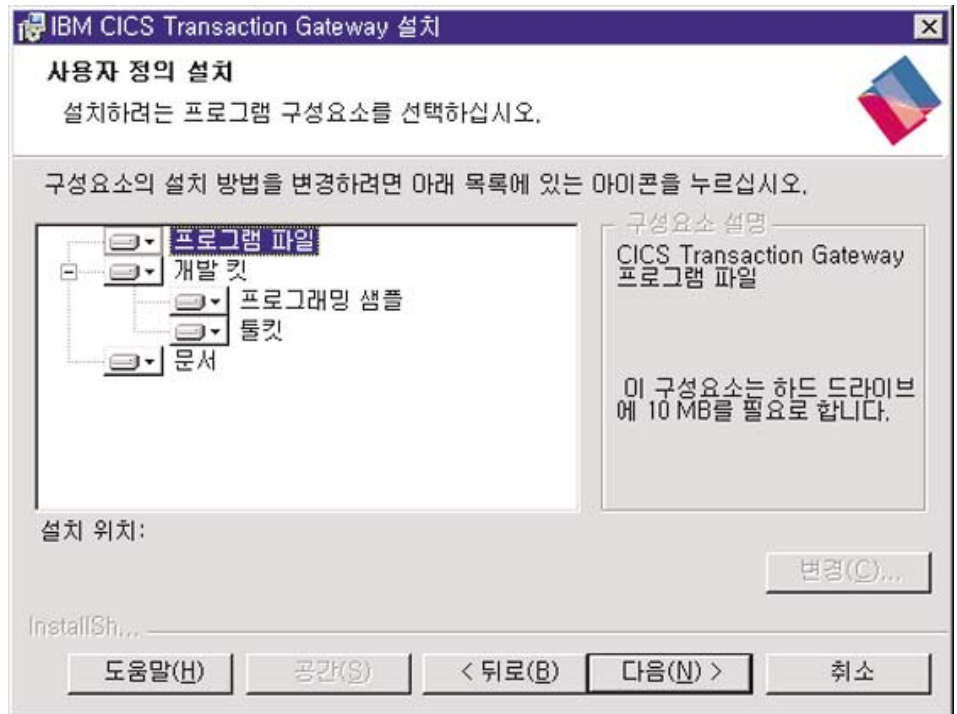 IBM CICS Transaction Gateway 설치
사용자 정의 설치
설치하려는 프로그램 구성요소를 선택하십시오.
구성요소의 설치 방법을 변경하려면 아래 목록에 있는 아이콘을 누르십시오.
프로그램 파일
개발 킷
프로그래밍 샘플
툴킷
문서
구성요소 설명
CICS Transaction Gateway
프로그램 파일
이 구성요소는 하드 드라이브
에 10 MB를 필요로 합니다.
설치 위치:
변경(C)...
InstallSh...
도움말(H)
공간(S)
< 뒤로(B)
다음(N) >
취소